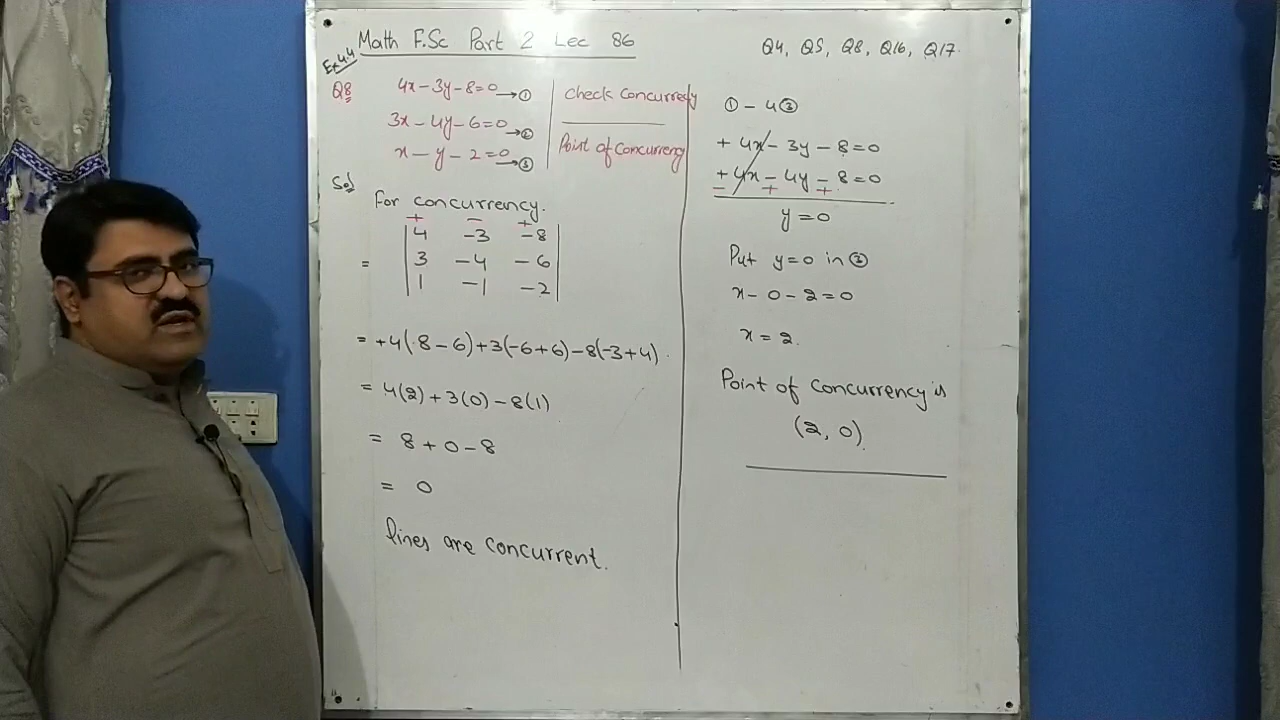 Math F.Sc Part 2 Lec 86
Q4, Q5, Q8, Q16, Q17.
Ex 4.4
Q8
4x-3y-8=0 → ①
3x-4y-6=0 → ②
x-y-2=0 → ③
check Concurrency
Point of Concurrency
Sol
For concurrency.
+ - +
| 4 -3 -8 |
= | 3 -4 -6 |
| 1 -1 -2 |
= +4(8-6)+3(-6+6)-8(-3+4).
= 4(2)+3(0)-8(1)
= 8+0-8
= 0
lines are Concurrent.
① - 4③
+4x-3y-8=0
+4x-4y-8=0
- + +
y=0
Put y=0 in ③
x-0-2=0
x=2.
Point of Concurrency is
(2, 0).